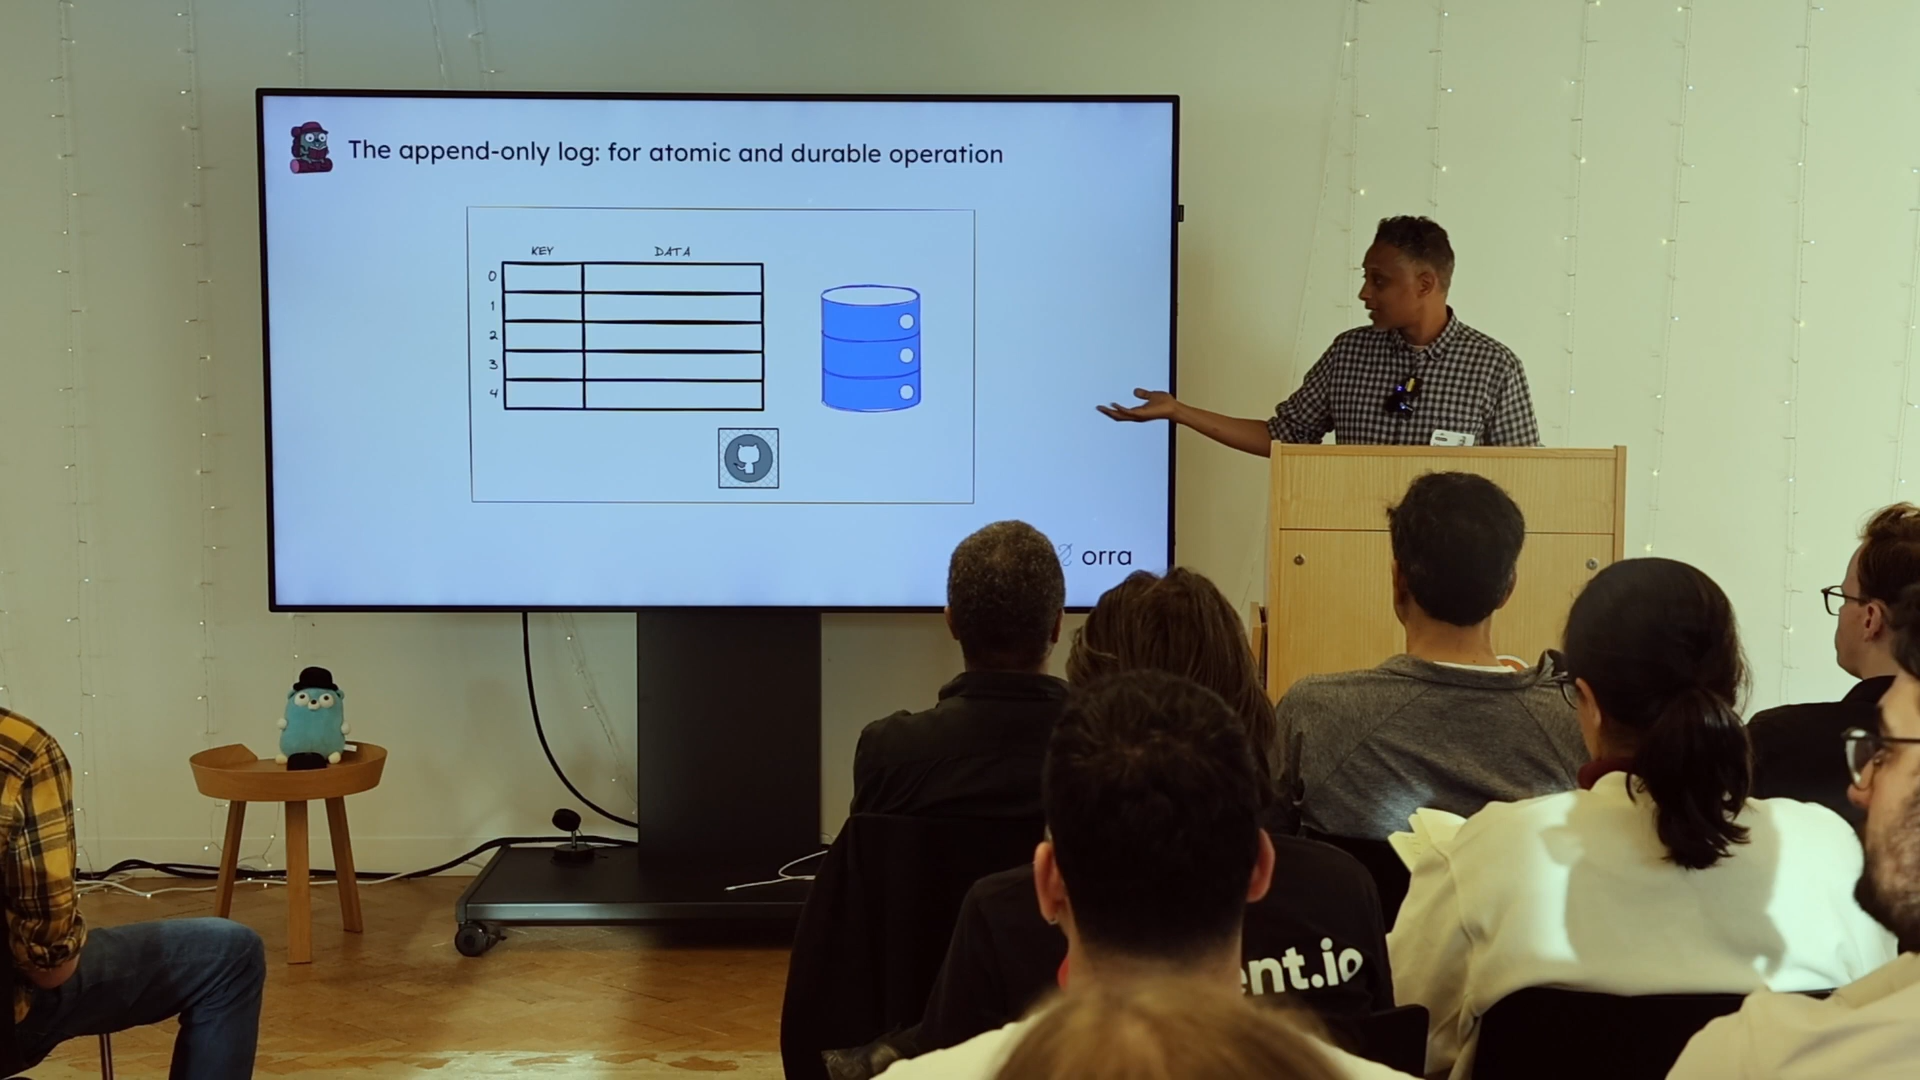 The append-only log: for atomic and durable operation
KEY DATA
0
1
2
3
4
orra
ent.io